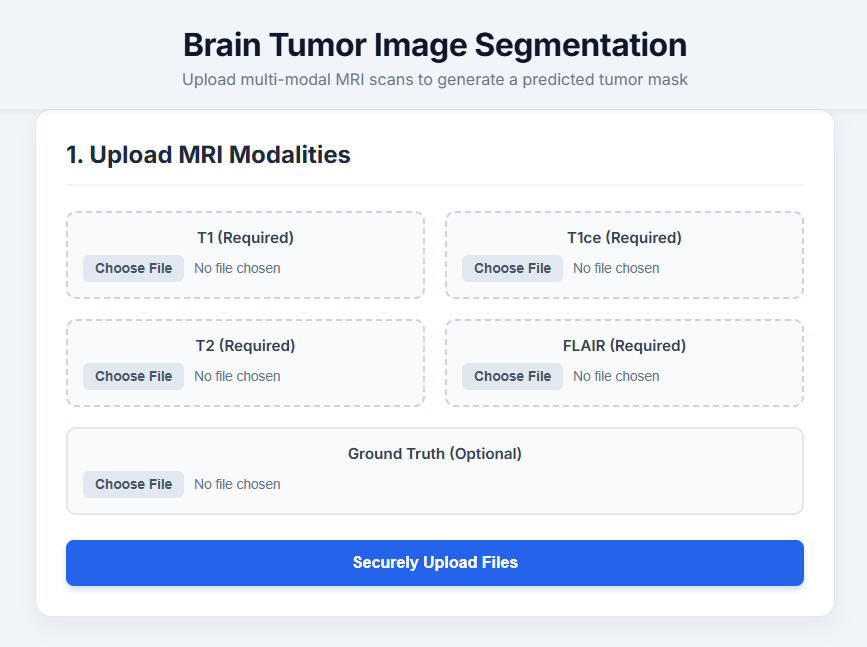 Brain Tumor Image Segmentation
Upload multi-modal MRI scans to generate a predicted tumor mask
1. Upload MRI Modalities
T1 (Required)
Choose File No file chosen
T1ce (Required)
Choose File No file chosen
T2 (Required)
Choose File No file chosen
FLAIR (Required)
Choose File No file chosen
Ground Truth (Optional)
Choose File No file chosen
Securely Upload Files